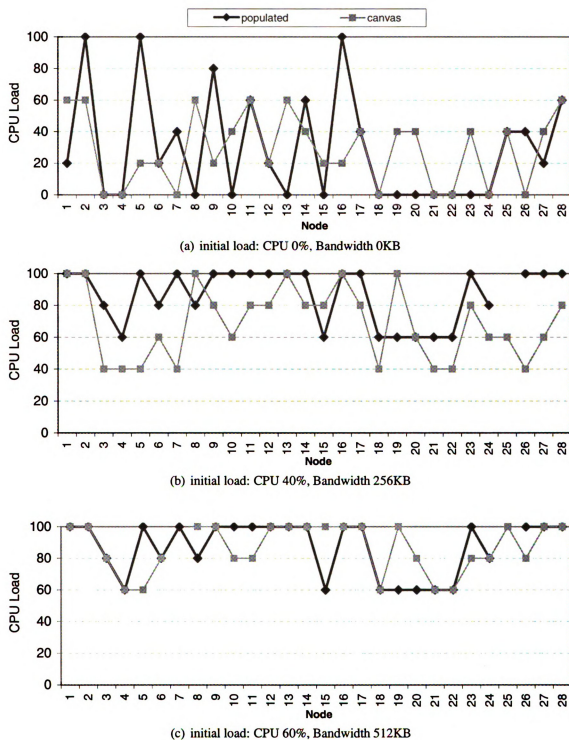 populated canvas
100
80
60
40
20
0
CPU Load
1 2 3 4 5 6 7 8 9 10 11 12 13 14 15 16 17 18 19 20 21 22 23 24 25 26 27 28
Node
(a) initial load: CPU 0%, Bandwidth 0KB
100
80
60
40
20
0
CPU Load
1 2 3 4 5 6 7 8 9 10 11 12 13 14 15 16 17 18 19 20 21 22 23 24 25 26 27 28
Node
(b) initial load: CPU 40%, Bandwidth 256KB
100
80
60
40
20
0
CPU Load
1 2 3 4 5 6 7 8 9 10 11 12 13 14 15 16 17 18 19 20 21 22 23 24 25 26 27 28
Node
(c) initial load: CPU 60%, Bandwidth 512KB